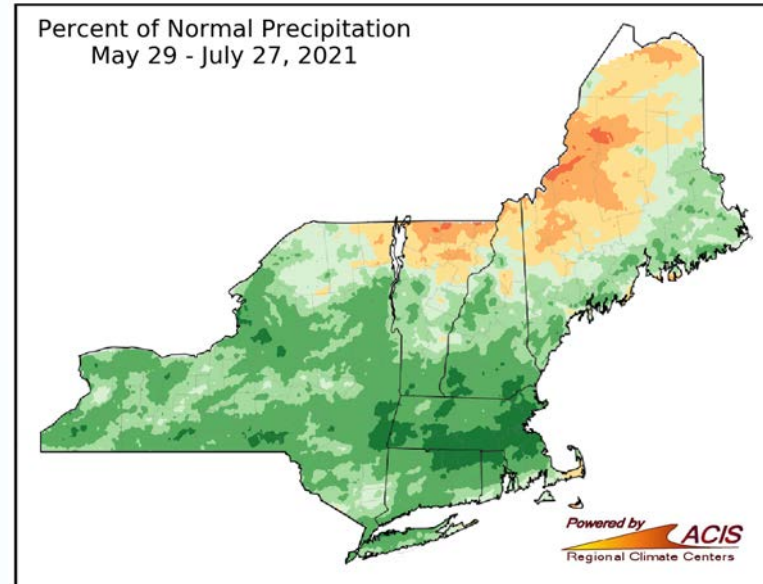 Percent of Normal Precipitation
May 29 - July 27, 2021
Powered by
ACIS
Regional Climate Centers